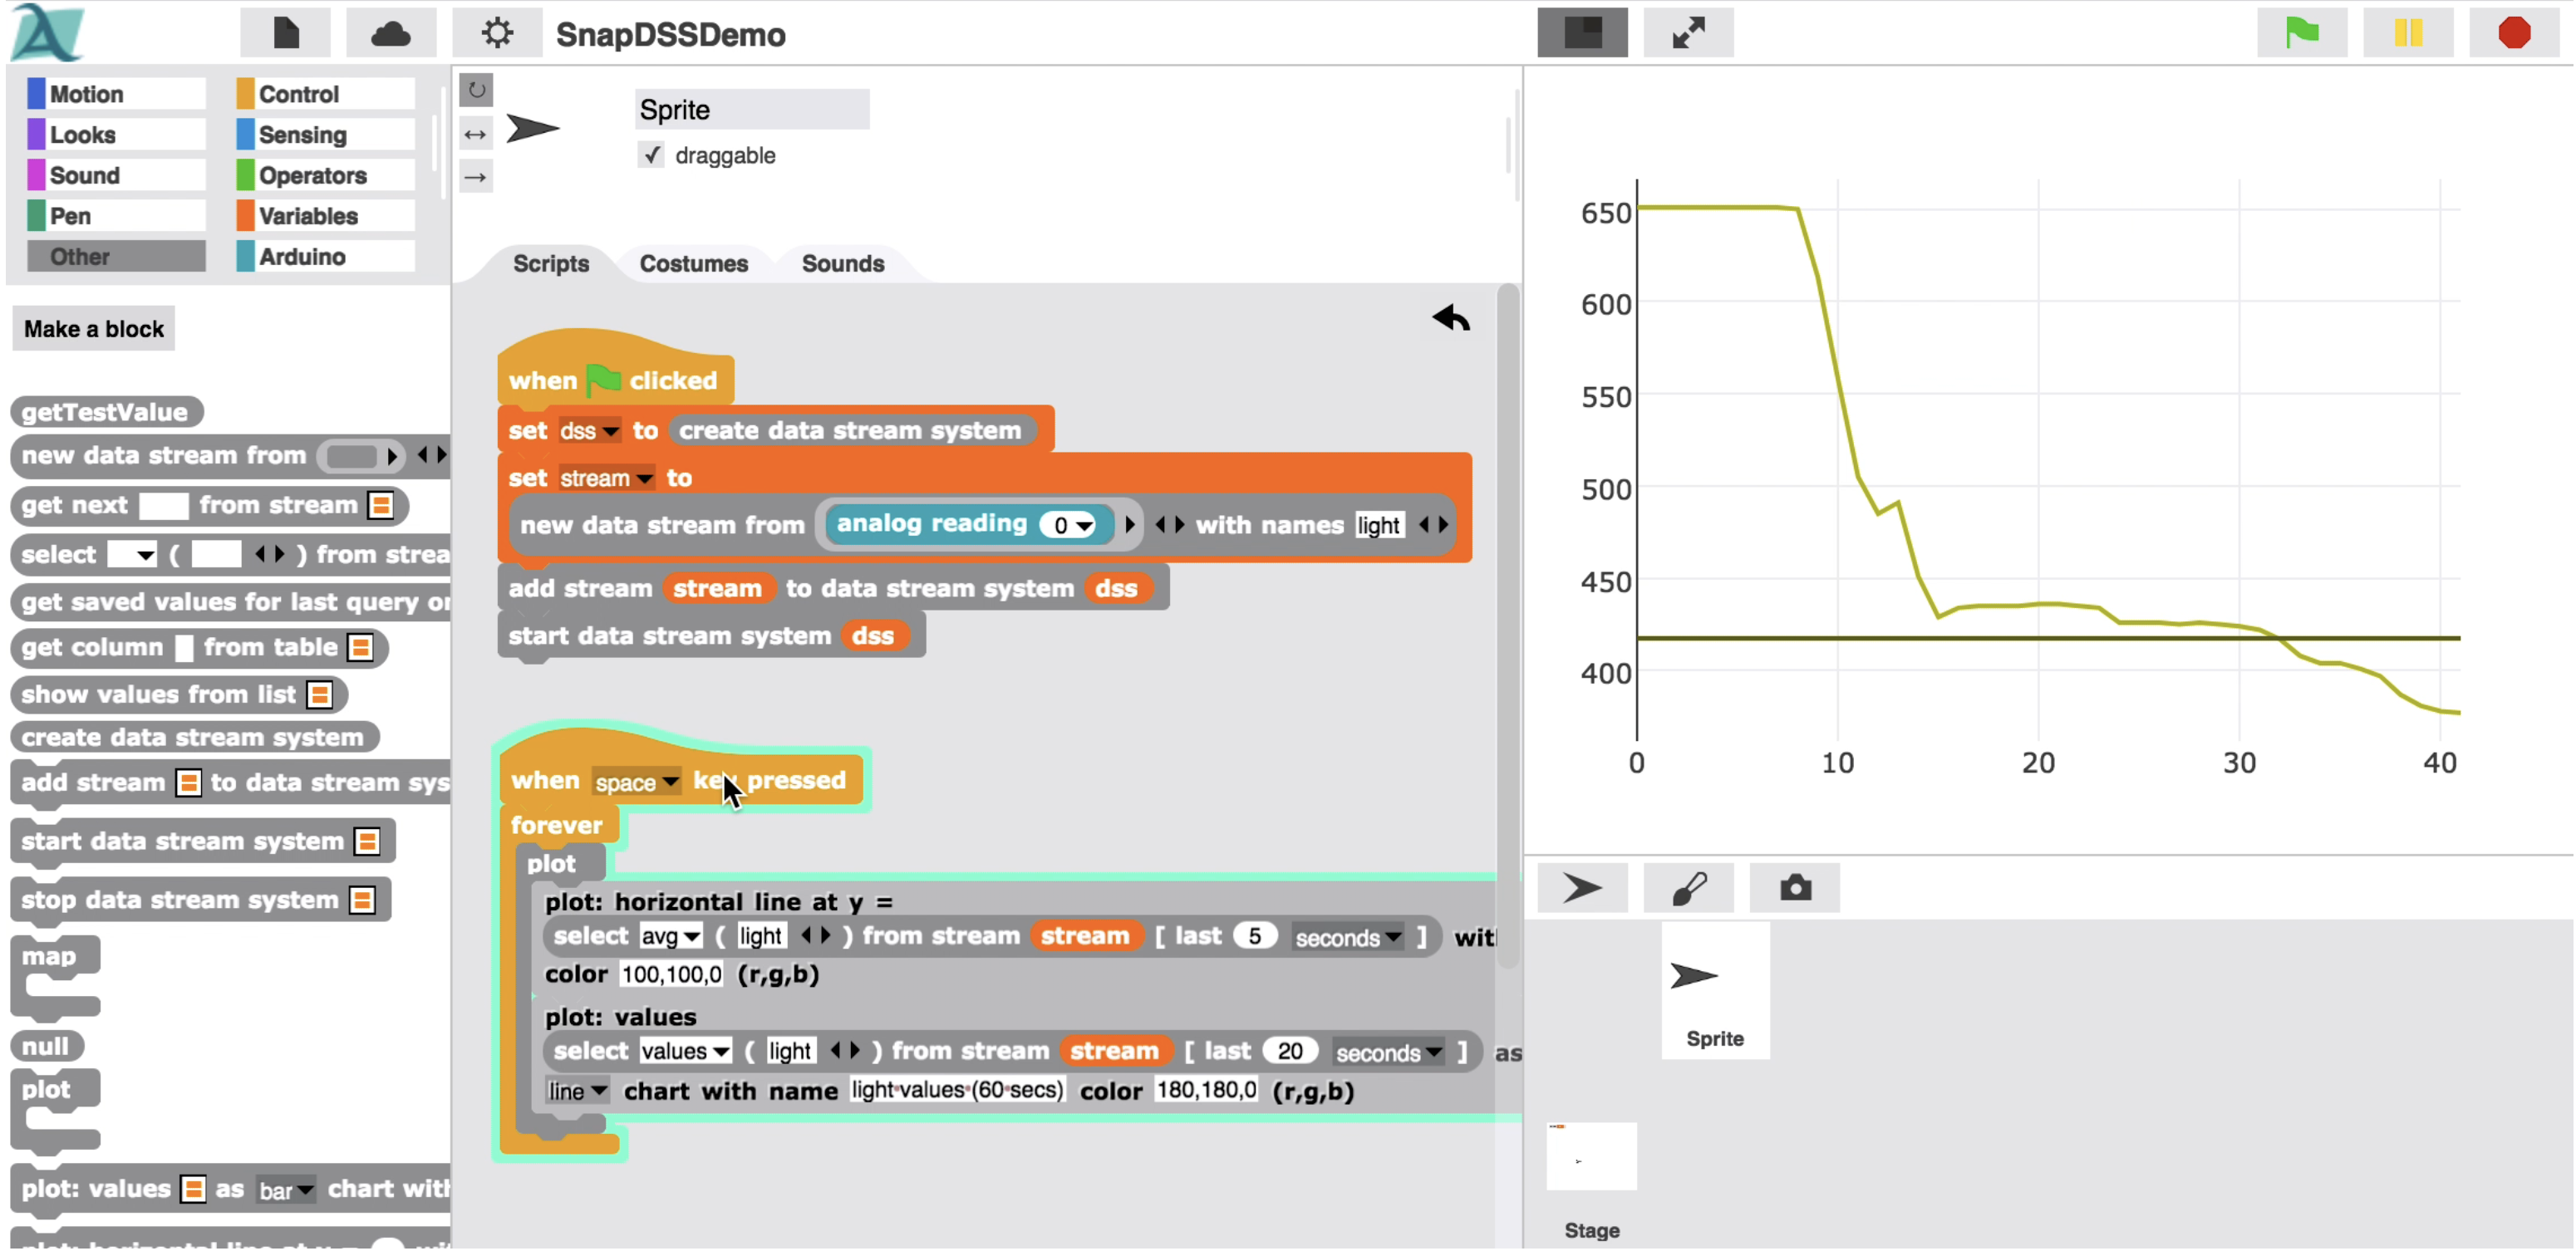 SnapDSSDemo
Motion
Control
Looks
Sensing
Sound
Operators
Pen
Variables
Other
Arduino
Make a block
getTestValue
new data stream from
get next from stream
select ( ) from strea
get saved values for last query or
get column from table
show values from list
create data stream system
add stream to data stream sys
start data stream system
stop data stream system
map
null
plot
plot: values as bar chart with
Sprite
draggable
Scripts
Costumes
Sounds
when clicked
set dss to create data stream system
set stream to
new data stream from analog reading 0 with names light
add stream stream to data stream system dss
start data stream system dss
when space key pressed
forever
plot
plot: horizontal line at y =
select avg ( light ) from stream stream [ last 5 seconds ] with
color 100,100,0 (r,g,b)
plot: values
select values ( light ) from stream stream [ last 20 seconds ] as
line chart with name light values (60 secs) color 180,180,0 (r,g,b)
650
600
550
500
450
400
0 10 20 30 40
Sprite
Stage